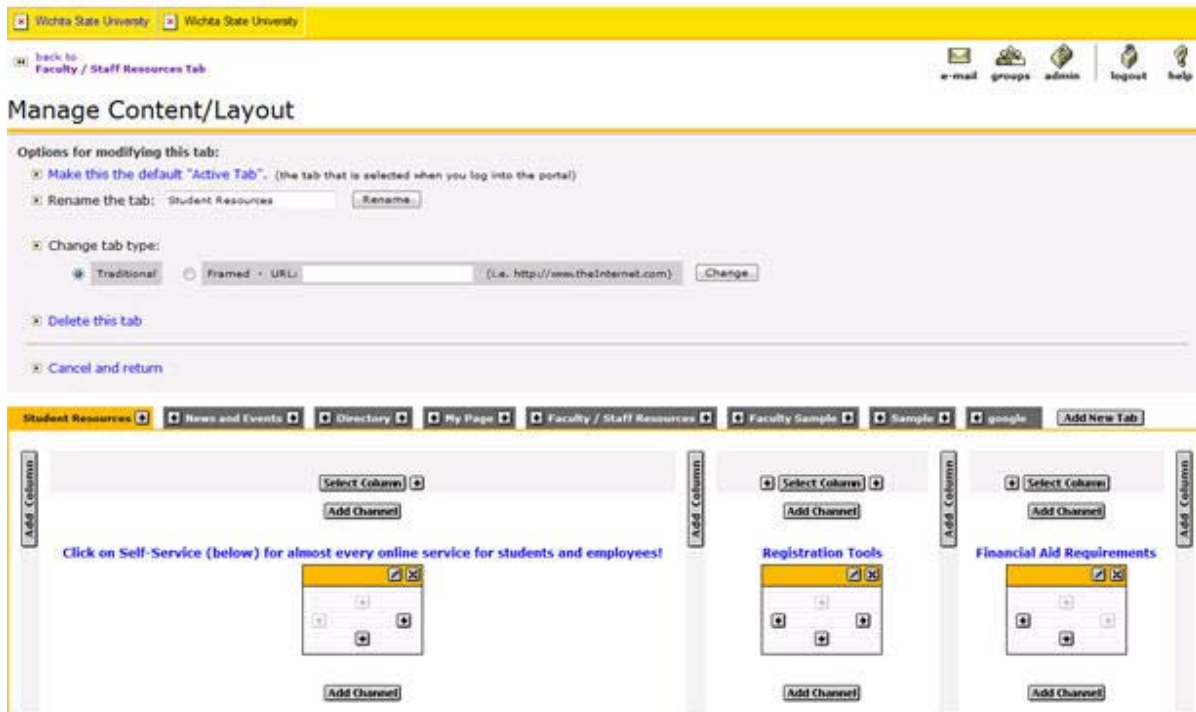 Wichita State University Wichita State University
back to
Faculty / Staff Resources Tab
e-mail groups admin logout help
Manage Content/Layout
Options for modifying this tab:
Make this the default "Active Tab". (the tab that is selected when you log into the portal)
Rename the tab: Student Resources Rename
Change tab type:
Traditional Framed - URL: (i.e. http://www.theInternet.com) Change
Delete this tab
Cancel and return
Student Resources News and Events Directory My Page Faculty / Staff Resources Faculty Sample Sample google Add New Tab
Add Column Select Column Add Column Select Column Add Column Select Column Add Column
Add Channel Add Channel Add Channel
Click on Self-Service (below) for almost every online service for students and employees! Registration Tools Financial Aid Requirements
Add Channel Add Channel Add Channel